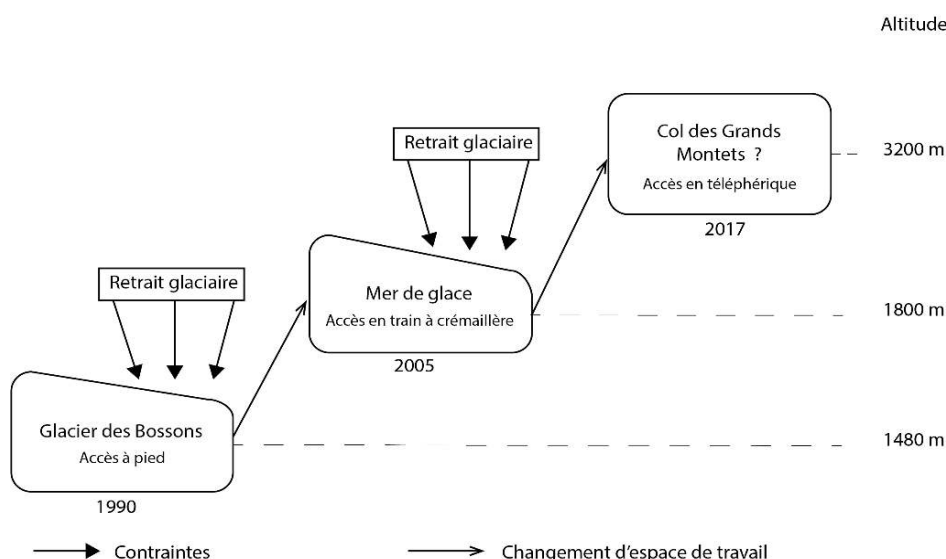 Altitude
Col des Grands
Montets ?
Accès en téléphérique
3200 m
2017
Retrait glaciaire
Mer de glace
Accès en train à crémaillère
1800 m
2005
Retrait glaciaire
Glacier des Bossons
Accès à pied
1480 m
1990
Contraintes
Changement d'espace de travail